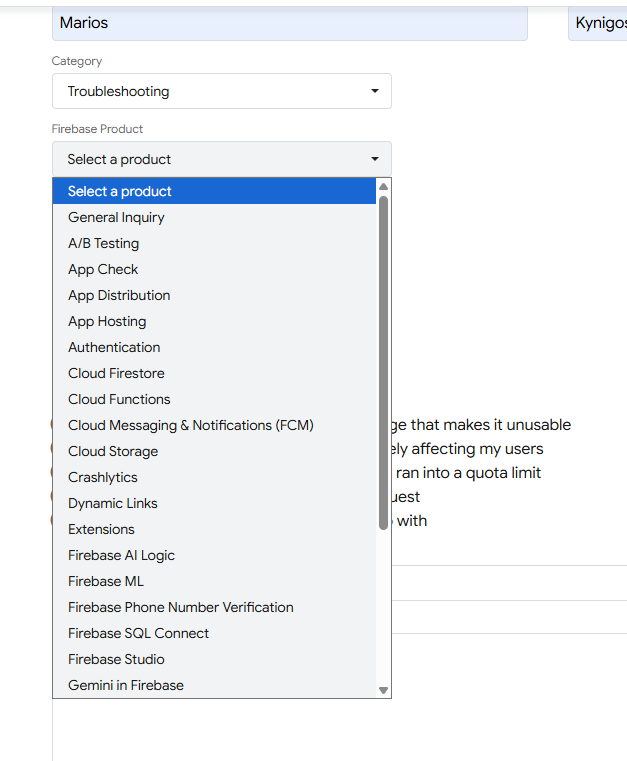 Marios
Kynigos
Category
Troubleshooting
Firebase Product
Select a product
Select a product
General Inquiry
A/B Testing
App Check
App Distribution
App Hosting
Authentication
Cloud Firestore
Cloud Functions
Cloud Messaging & Notifications (FCM)
ge that makes it unusable
Cloud Storage
ely affecting my users
Crashlytics
ran into a quota limit
Dynamic Links
uest
Extensions
with
Firebase AI Logic
Firebase ML
Firebase Phone Number Verification
Firebase SQL Connect
Firebase Studio
Gemini in Firebase